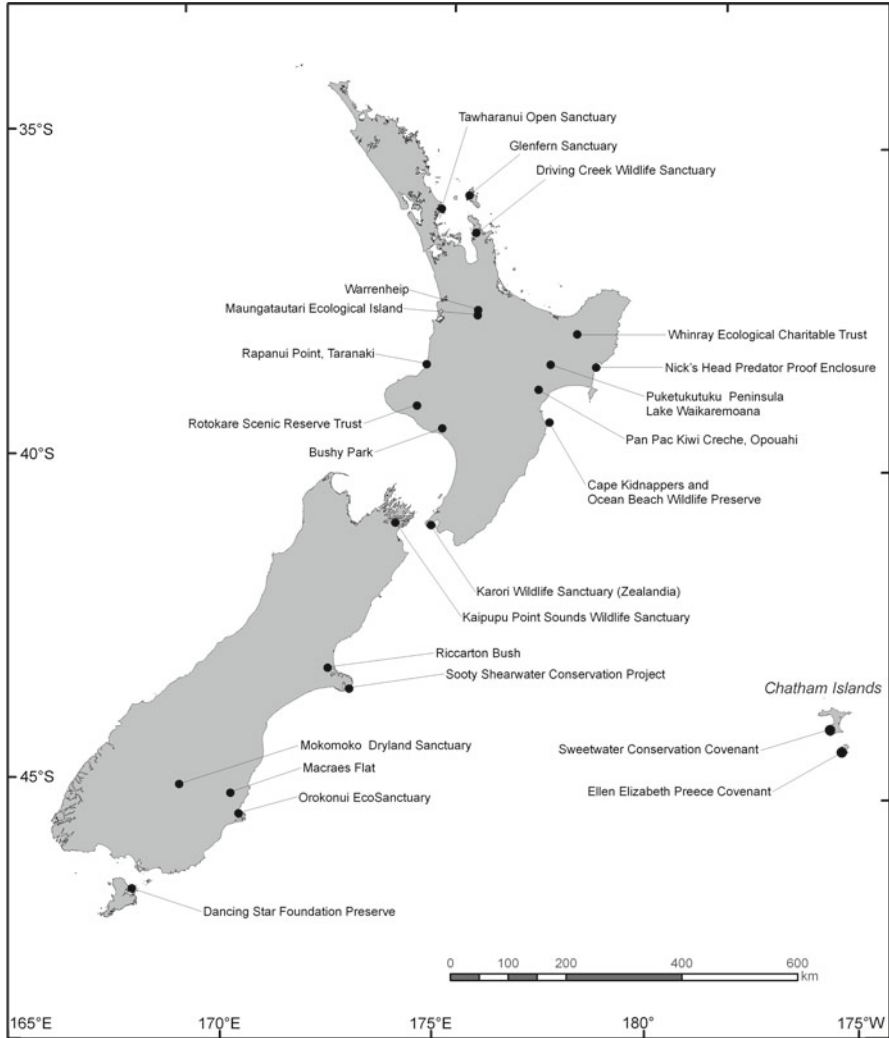 35°S
Tawharanui Open Sanctuary
Glenfern Sanctuary
Driving Creek Wildlife Sanctuary
Warrenheip
Maungatautari Ecological Island
Whinray Ecological Charitable Trust
Rapanui Point, Taranaki
Nick's Head Predator Proof Enclosure
Puketukutuku Peninsula
Lake Waikaremoana
Rotokare Scenic Reserve Trust
Pan Pac Kiwi Creche, Opouahi
40°S
Bushy Park
Cape Kidnappers and
Ocean Beach Wildlife Preserve
Karori Wildlife Sanctuary (Zealandia)
Kaipupu Point Sounds Wildlife Sanctuary
Riccarton Bush
Sooty Shearwater Conservation Project
Chatham Islands
Mokomoko Dryland Sanctuary
Sweetwater Conservation Covenant
Macraes Flat
45°S
Orokonui EcoSanctuary
Ellen Elizabeth Preece Covenant
Dancing Star Foundation Preserve
0 100 200 400 600
km
165°E 170°E 175°E 180° 175°W